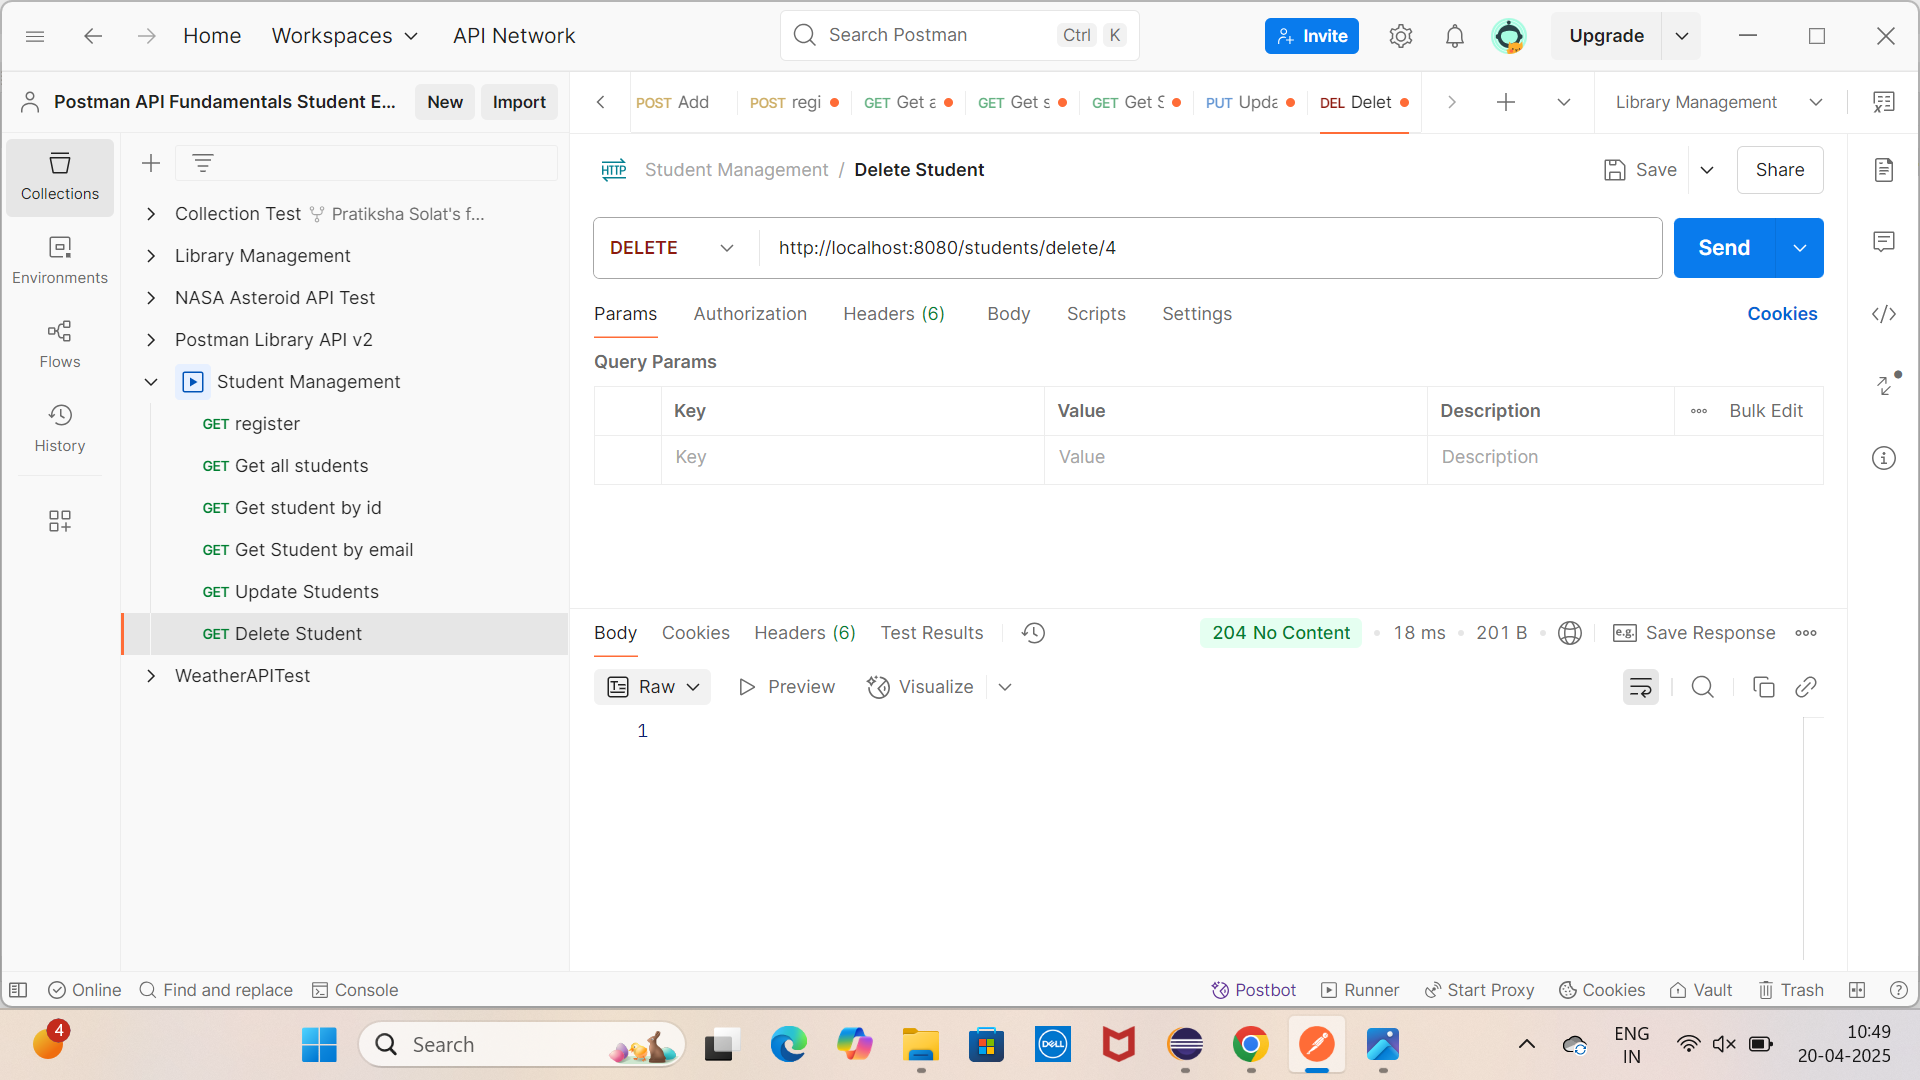 Home Workspaces API Network Search Postman Ctrl K Invite Upgrade
Postman API Fundamentals Student E... New Import POST Add POST regi GET Get a GET Get s GET Get S PUT Upda DEL Delet Library Management
Collections
Environments
Flows
History
Collection Test Pratiksha Solat's f...
Library Management
NASA Asteroid API Test
Postman Library API v2
Student Management
GET register
GET Get all students
GET Get student by id
GET Get Student by email
GET Update Students
GET Delete Student
WeatherAPITest
HTTP Student Management / Delete Student Save Share
DELETE http://localhost:8080/students/delete/4 Send
Params Authorization Headers (6) Body Scripts Settings Cookies
Query Params
Key Value Description Bulk Edit
Key Value Description
Body Cookies Headers (6) Test Results 204 No Content 18 ms 201 B e.g. Save Response
Raw Preview Visualize
1
Online Find and replace Console Postbot Runner Start Proxy Cookies Vault Trash
4 Search DELL ENG IN 10:49 20-04-2025